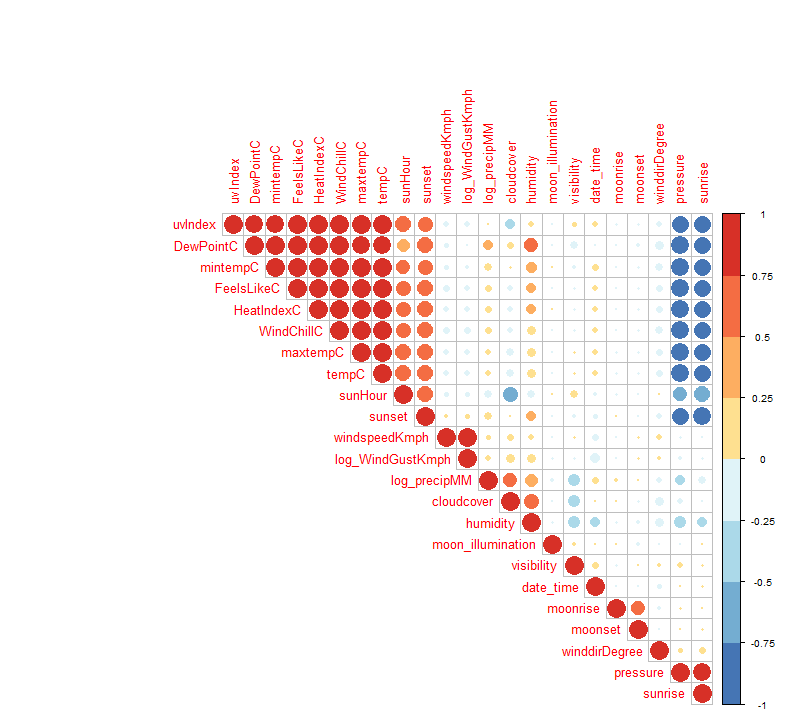 uvIndex
DewPointC
mintempC
FeelsLikeC
HeatIndexC
WindChillC
maxtempC
tempC
sunHour
sunset
windspeedKmph
log_WindGustKmph
log_precipMM
cloudcover
humidity
moon_illumination
visibility
date_time
moonrise
moonset
winddirDegree
pressure
sunrise
uvIndex
DewPointC
mintempC
FeelsLikeC
HeatIndexC
WindChillC
maxtempC
tempC
sunHour
sunset
windspeedKmph
log_WindGustKmph
log_precipMM
cloudcover
humidity
moon_illumination
visibility
date_time
moonrise
moonset
winddirDegree
pressure
sunrise
1
0.75
0.5
0.25
0
-0.25
-0.5
-0.75
-1